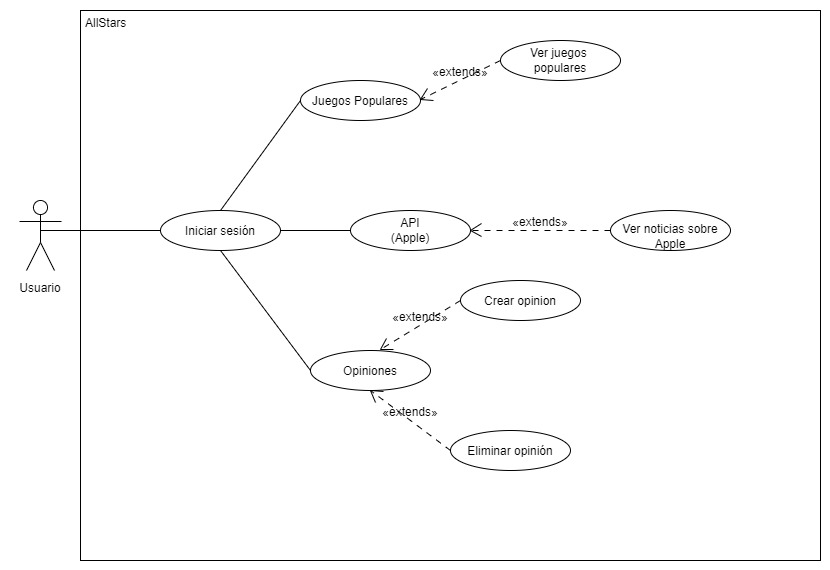 AllStars
Ver juegos
populares
«extends»
Juegos Populares
Usuario
Iniciar sesión
API
(Apple)
«extends»
Ver noticias sobre
Apple
Crear opinion
«extends»
Opiniones
«extends»
Eliminar opinión